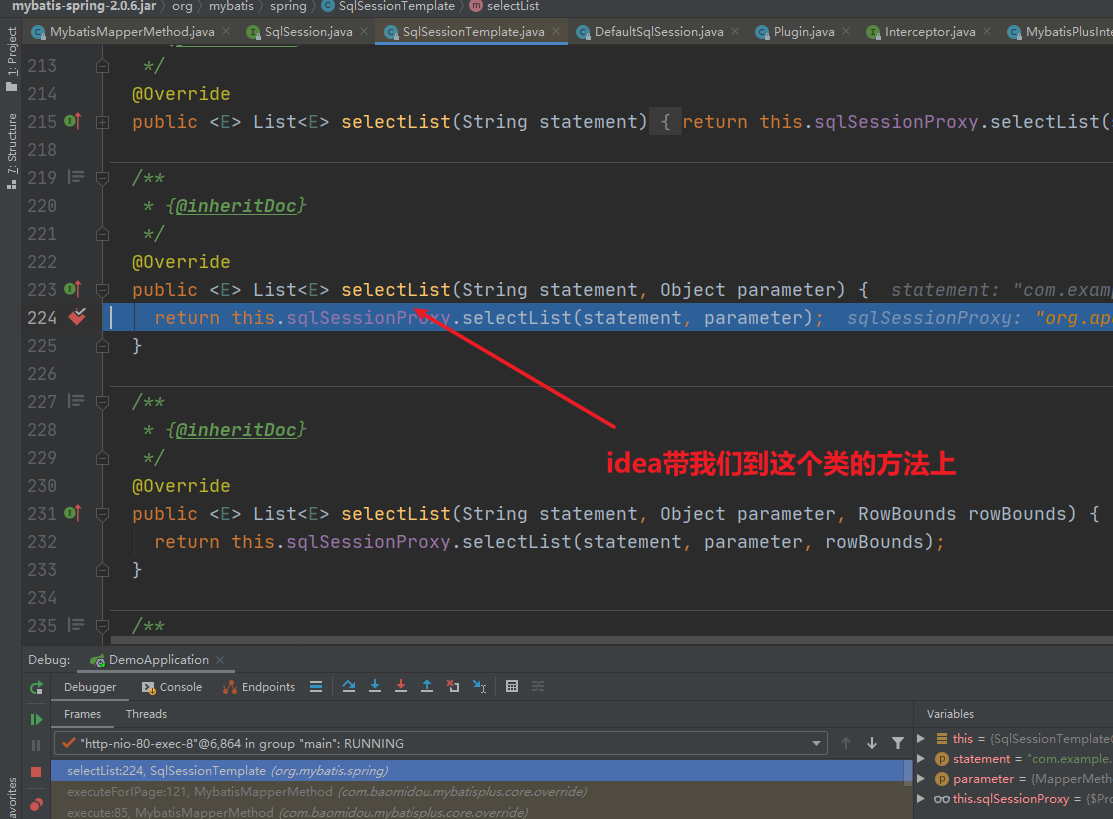 mybatis-spring-2.0.6.jar org mybatis spring SqlSessionTemplate selectList
1: Project
7: Structure
MybatisMapperMethod.java SqlSession.java SqlSessionTemplate.java DefaultSqlSession.java Plugin.java Interceptor.java MybatisPlusInte
213 */
214 @Override
215 public <E> List<E> selectList(String statement) { return this.sqlSessionProxy.selectList(
218
219 /**
220 * {@inheritDoc}
221 */
222 @Override
223 public <E> List<E> selectList(String statement, Object parameter) { statement: "com.examp
224 return this.sqlSessionProxy.selectList(statement, parameter); sqlSessionProxy: "org.apa
225 }
226
227 /**
228 * {@inheritDoc}
229 */
idea带我们到这个类的方法上
230 @Override
231 public <E> List<E> selectList(String statement, Object parameter, RowBounds rowBounds) {
232 return this.sqlSessionProxy.selectList(statement, parameter, rowBounds);
233 }
234
235 /**
Debug: DemoApplication
Debugger Console Endpoints
Frames Threads
"http-nio-80-exec-8"@6,864 in group "main": RUNNING
selectList:224, SqlSessionTemplate (org.mybatis.spring)
executeForIPage:121, MybatisMapperMethod (com.baomidou.mybatisplus.core.override)
execute:85, MybatisMapperMethod (com.baomidou.mybatisplus.core.override)
Variables
this = {SqlSessionTemplate
statement = "com.example.
parameter = {MapperMeth
this.sqlSessionProxy = {$Pro
avorites